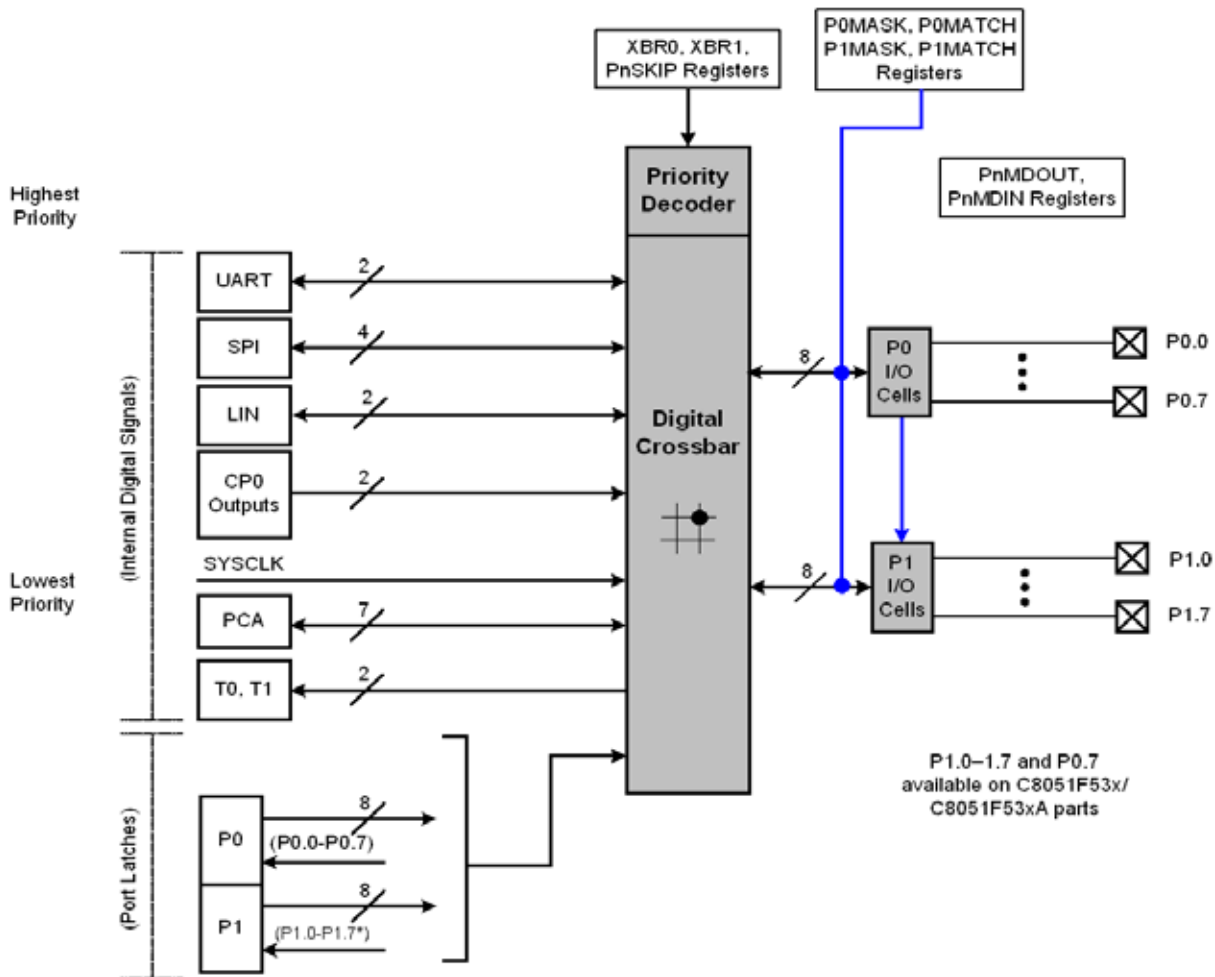 XBR0, XBR1,
PnSKIP Registers
P0MASK, P0MATCH
P1MASK, P1MATCH
Registers
PnMDOUT,
PnMDIN Registers
Highest
Priority
Priority
Decoder
UART
2
SPI
4
LIN
2
CP0
Outputs
2
SYSCLK
PCA
7
T0, T1
2
Lowest
Priority
(Internal Digital Signals)
Digital
Crossbar
8
P0
I/O
Cells
P0.0
P0.7
8
P1
I/O
Cells
P1.0
P1.7
(Port Latches)
P0
8
(P0.0-P0.7)
P1
8
(P1.0-P1.7*)
P1.0–1.7 and P0.7
available on C8051F53x/
C8051F53xA parts